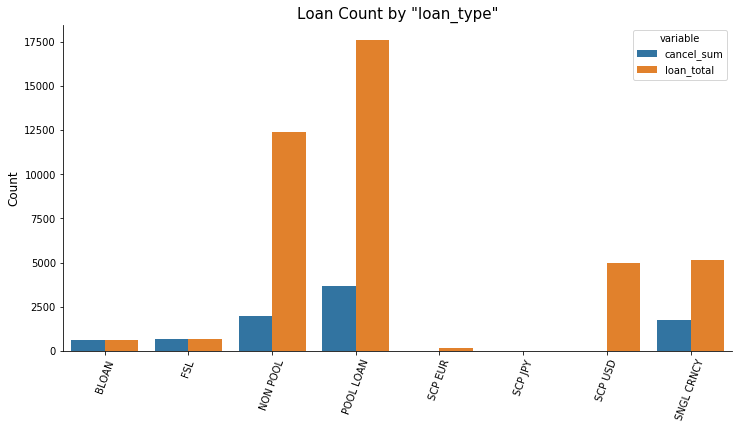 Loan Count by "loan_type"
variable
cancel_sum
loan_total
17500
15000
12500
10000
7500
5000
2500
0
Count
BLOAN
FSL
NON POOL
POOL LOAN
SCP EUR
SCP JPY
SCP USD
SNGL CRNCY